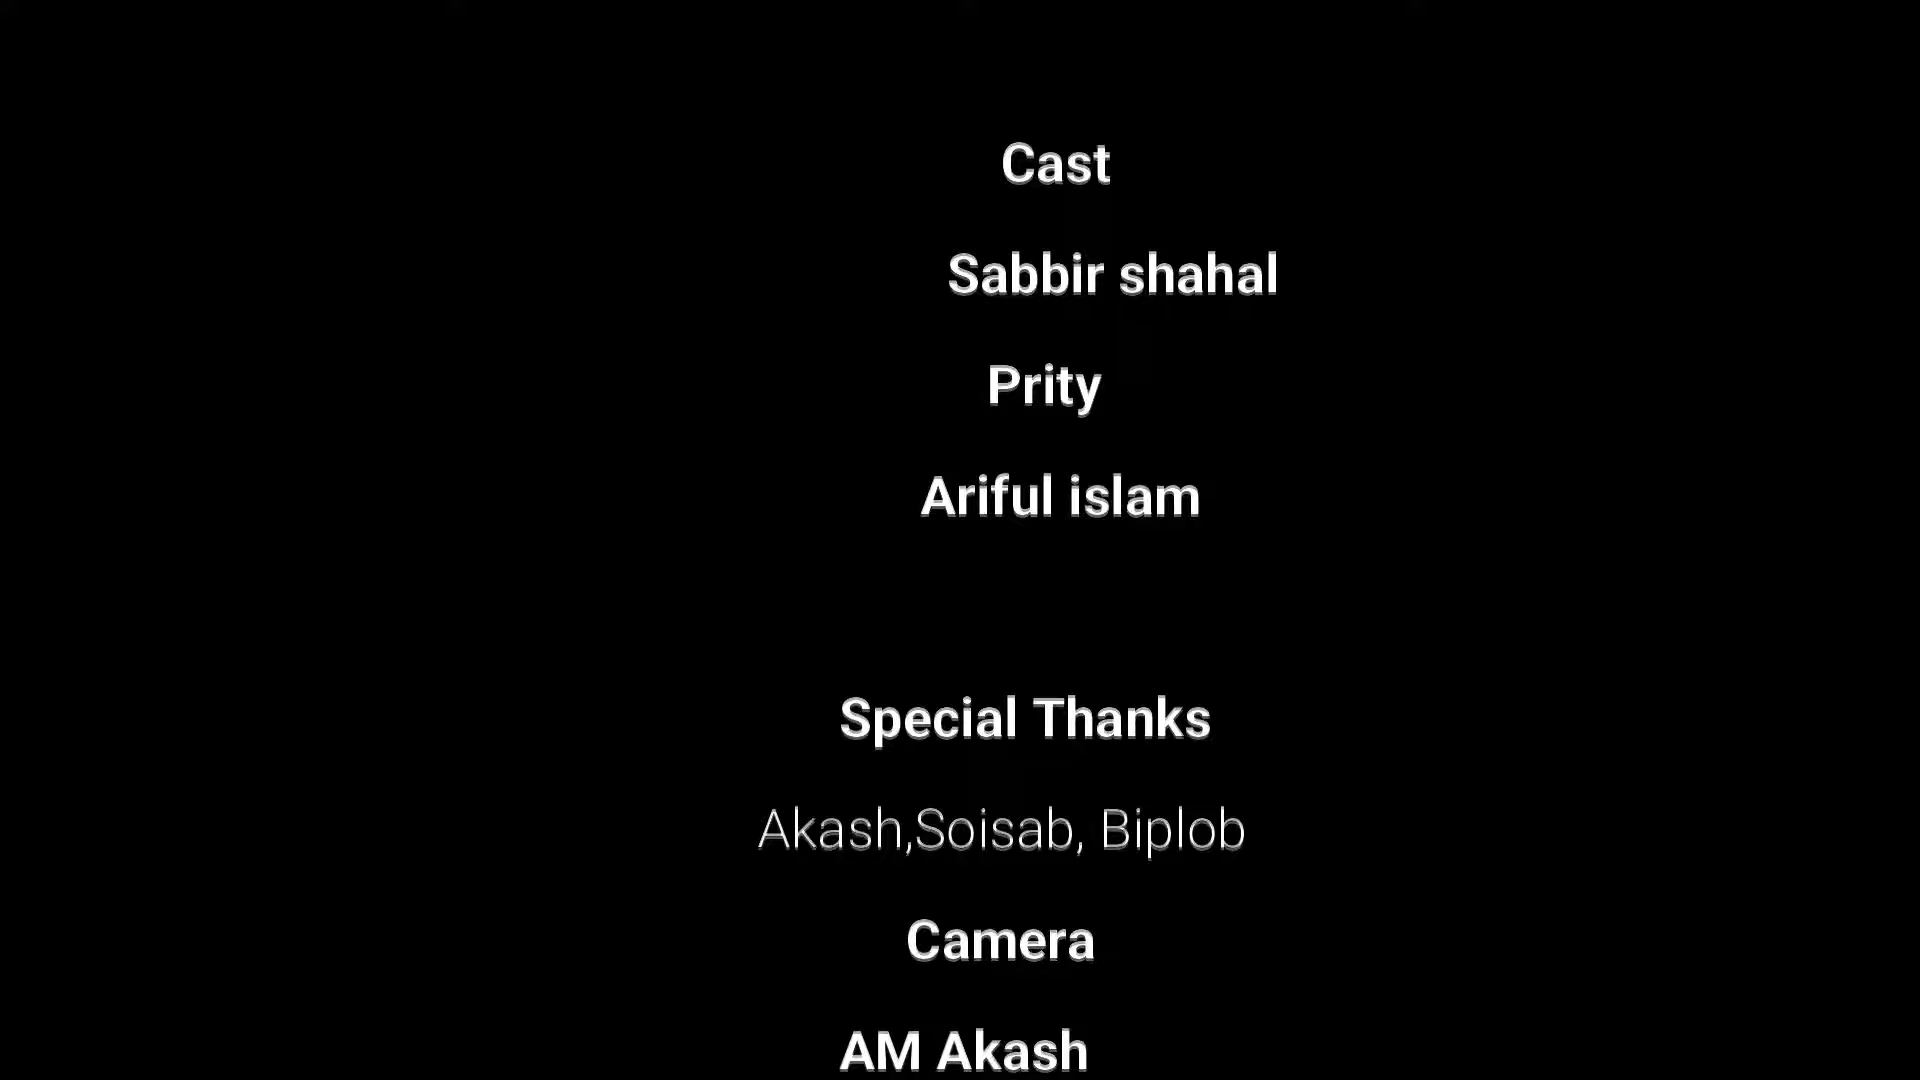 Cast
Sabbir shahal
Prity
Ariful islam
Special Thanks
Akash,Soisab, Biplob
Camera
AM Akash